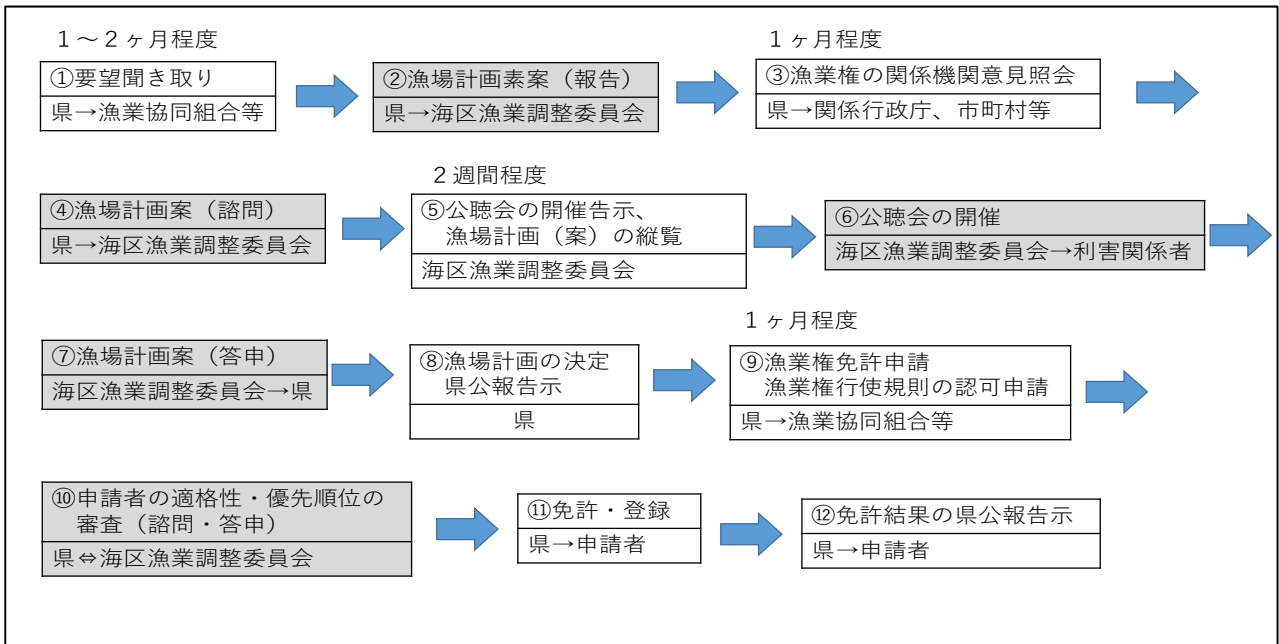 1～2ヶ月程度
①要望聞き取り
県→漁業協同組合等
②漁場計画素案（報告）
県→海区漁業調整委員会
1ヶ月程度
③漁業権の関係機関意見照会
県→関係行政庁、市町村等
④漁場計画案（諮問）
県→海区漁業調整委員会
2週間程度
⑤公聴会の開催告示、
漁場計画（案）の縦覧
海区漁業調整委員会
⑥公聴会の開催
海区漁業調整委員会→利害関係者
⑦漁場計画案（答申）
海区漁業調整委員会→県
⑧漁場計画の決定
県公報告示
県
1ヶ月程度
⑨漁業権免許申請
漁業権行使規則の認可申請
県→漁業協同組合等
⑩申請者の適格性・優先順位の
審査（諮問・答申）
県⇔海区漁業調整委員会
⑪免許・登録
県→申請者
⑫免許結果の県公報告示
県→申請者